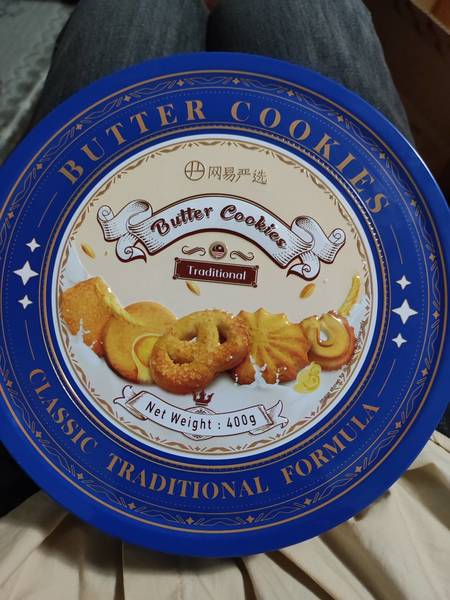 BUTTER COOKIES
网易严选
Butter Cookies
Traditional
Net Weight : 400g
CLASSIC TRADITIONAL FORMULA